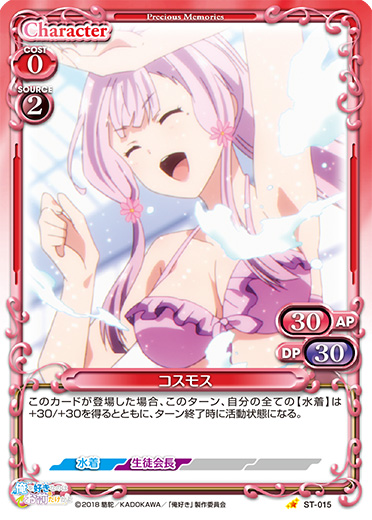 Precious Memories
Character
COST
0
SOURCE
2
30 AP
DP 30
コスモス
このカードが登場した場合、このターン、自分の全ての【水着】は
+30/+30を得るとともに、ターン終了時に活動状態になる。
水着 生徒会長
ST-015
©2018 駱駝/KADOKAWA/「俺好き」製作委員会